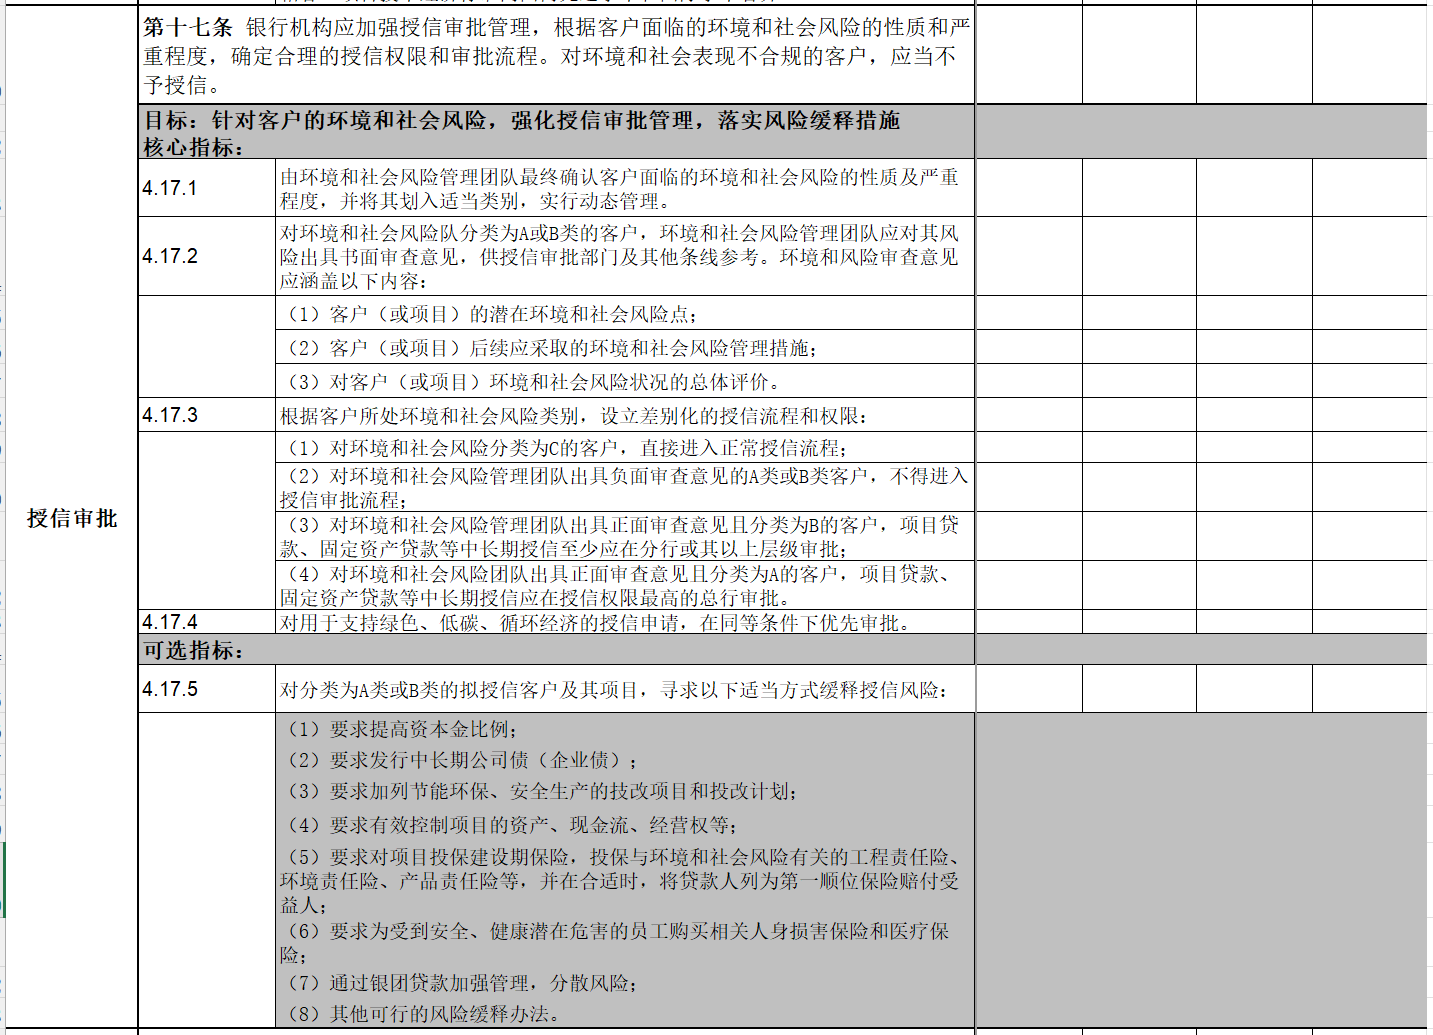 第十七条 银行机构应加强授信审批管理，根据客户面临的环境和社会风险的性质和严
重程度，确定合理的授信权限和审批流程。对环境和社会表现不合规的客户，应当不
予授信。
目标：针对客户的环境和社会风险，强化授信审批管理，落实风险缓释措施
核心指标：
4.17.1
由环境和社会风险管理团队最终确认客户面临的环境和社会风险的性质及严重
程度，并将其划入适当类别，实行动态管理。
4.17.2
对环境和社会风险队分类为A或B类的客户，环境和社会风险管理团队应对其风
险出具书面审查意见，供授信审批部门及其他条线参考。环境和风险审查意见
应涵盖以下内容：
（1）客户（或项目）的潜在环境和社会风险点；
（2）客户（或项目）后续应采取的环境和社会风险管理措施；
（3）对客户（或项目）环境和社会风险状况的总体评价。
4.17.3
根据客户所处环境和社会风险类别，设立差别化的授信流程和权限：
（1）对环境和社会风险分类为C的客户，直接进入正常授信流程；
（2）对环境和社会风险管理团队出具负面审查意见的A类或B类客户，不得进入
授信审批流程；
授信审批
（3）对环境和社会风险管理团队出具正面审查意见且分类为B的客户，项目贷
款、固定资产贷款等中长期授信至少应在分行或其以上层级审批；
（4）对环境和社会风险团队出具正面审查意见且分类为A的客户，项目贷款、
固定资产贷款等中长期授信应在授信权限最高的总行审批。
4.17.4
对用于支持绿色、低碳、循环经济的授信申请，在同等条件下优先审批。
可选指标：
4.17.5
对分类为A类或B类的拟授信客户及其项目，寻求以下适当方式缓释授信风险：
（1）要求提高资本金比例；
（2）要求发行中长期公司债（企业债）；
（3）要求加列节能环保、安全生产的技改项目和投改计划；
（4）要求有效控制项目的资产、现金流、经营权等；
（5）要求对项目投保建设期保险，投保与环境和社会风险有关的工程责任险、
环境责任险、产品责任险等，并在合适时，将贷款人列为第一顺位保险赔付受
益人；
（6）要求为受到安全、健康潜在危害的员工购买相关人身损害保险和医疗保
险；
（7）通过银团贷款加强管理，分散风险；
（8）其他可行的风险缓释办法。